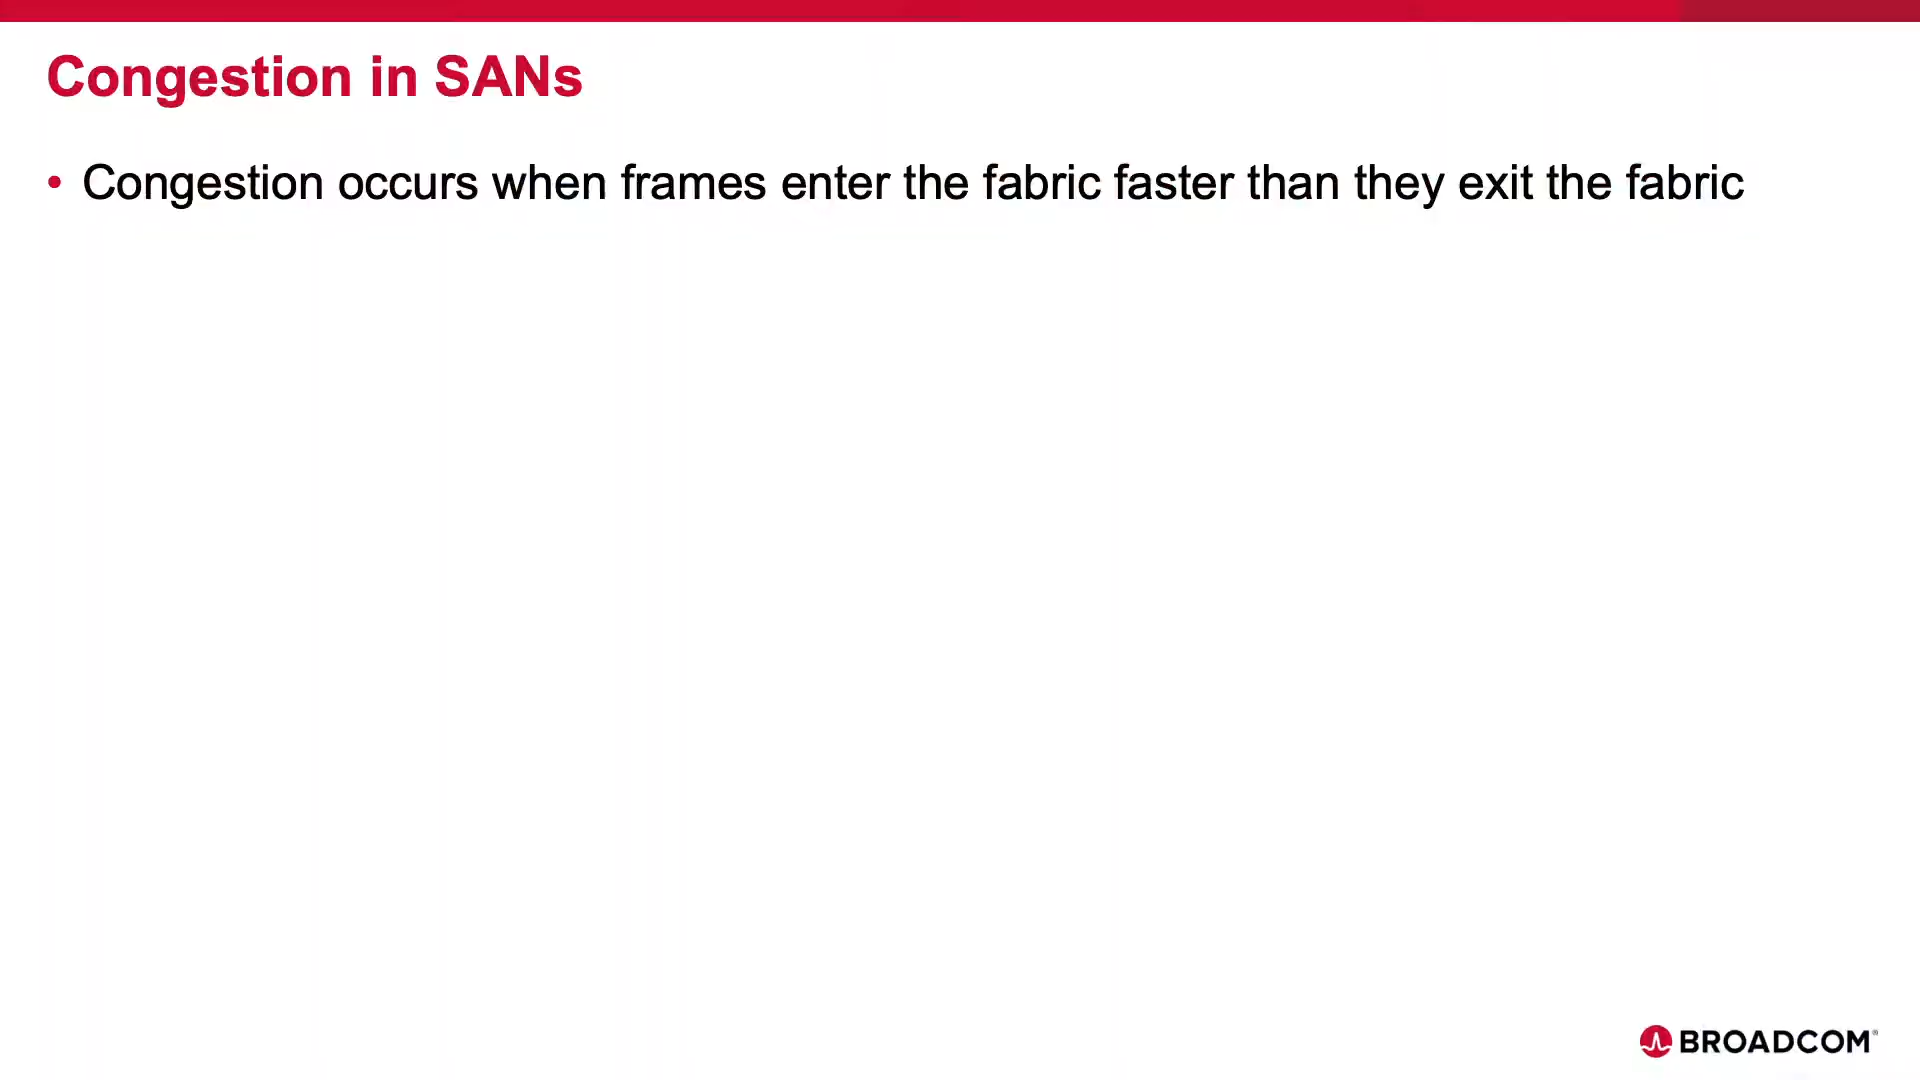 Congestion in SANs
• Congestion occurs when frames enter the fabric faster than they exit the fabric
BROADCOM®